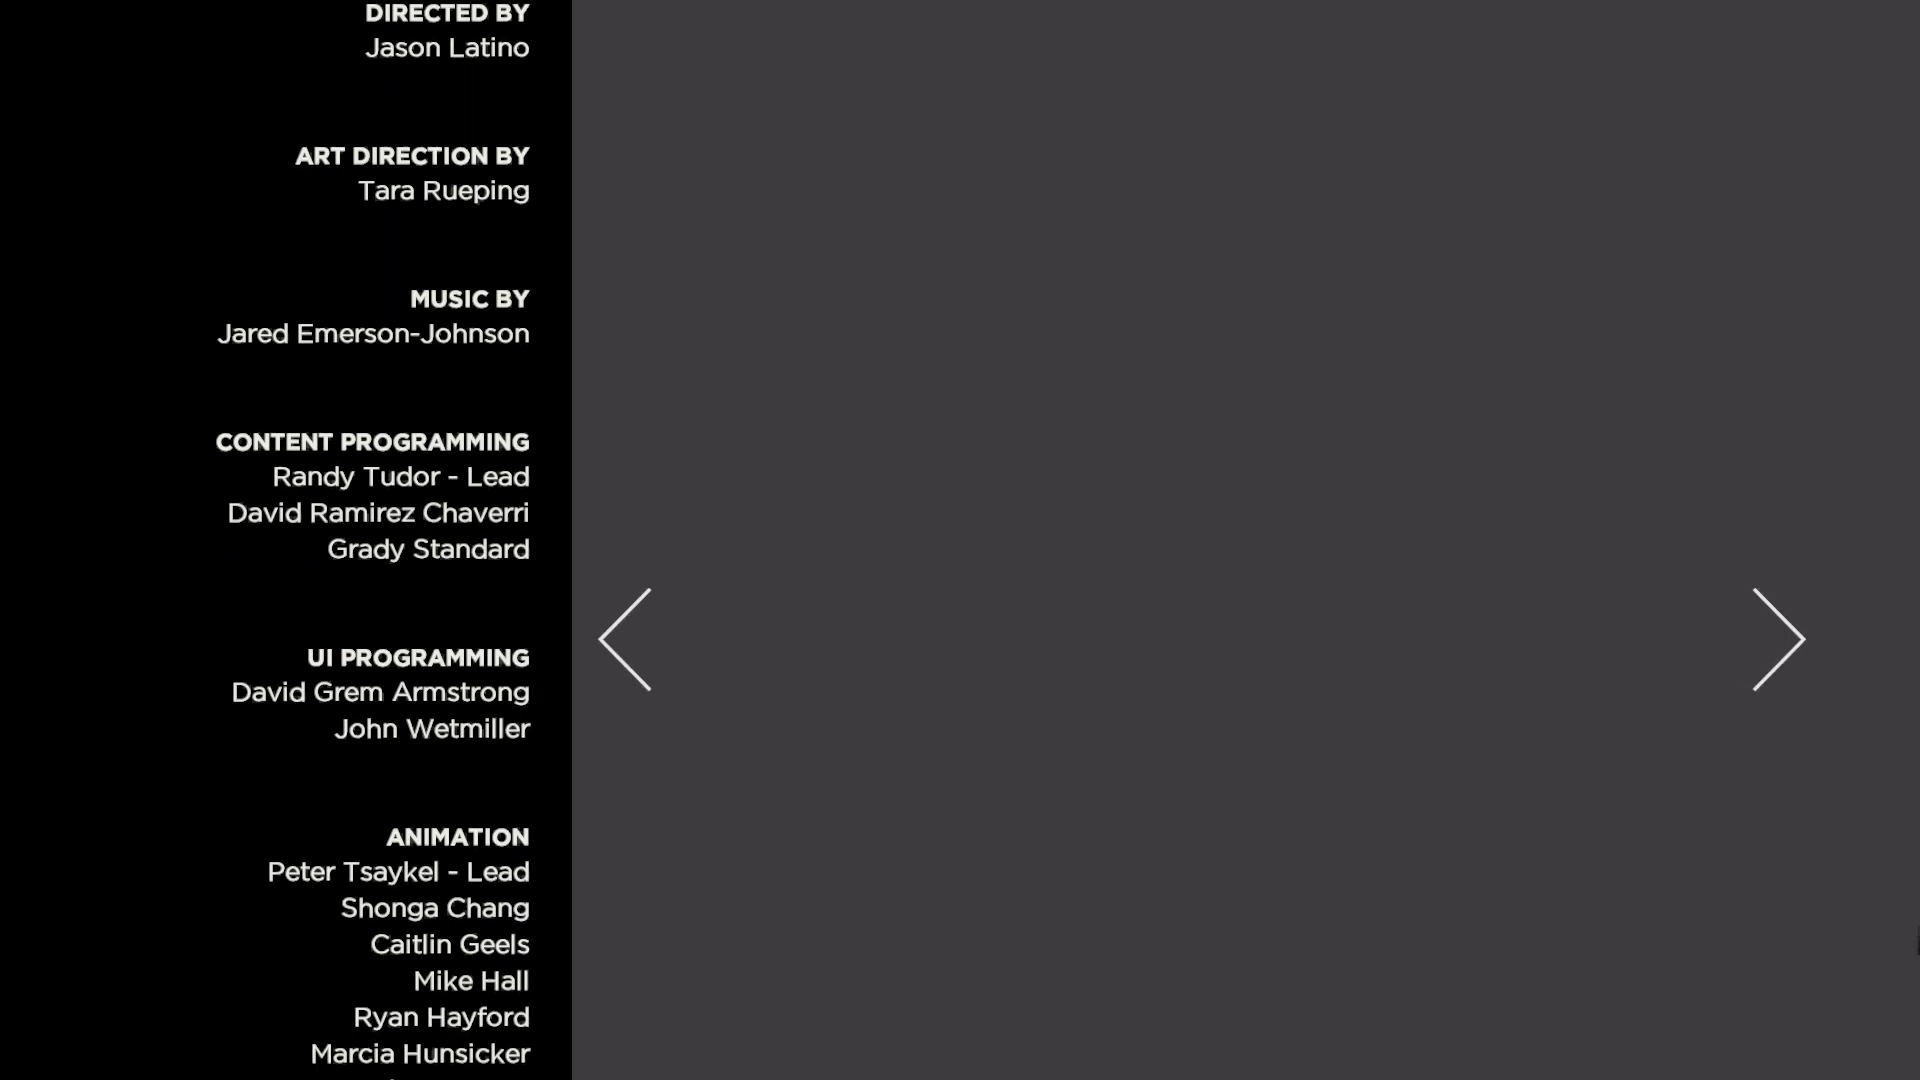 DIRECTED BY
Jason Latino
ART DIRECTION BY
Tara Rueping
MUSIC BY
Jared Emerson-Johnson
CONTENT PROGRAMMING
Randy Tudor - Lead
David Ramirez Chaverri
Grady Standard
UI PROGRAMMING
David Grem Armstrong
John Wetmiller
ANIMATION
Peter Tsaykel - Lead
Shonga Chang
Caitlin Geels
Mike Hall
Ryan Hayford
Marcia Hunsicker